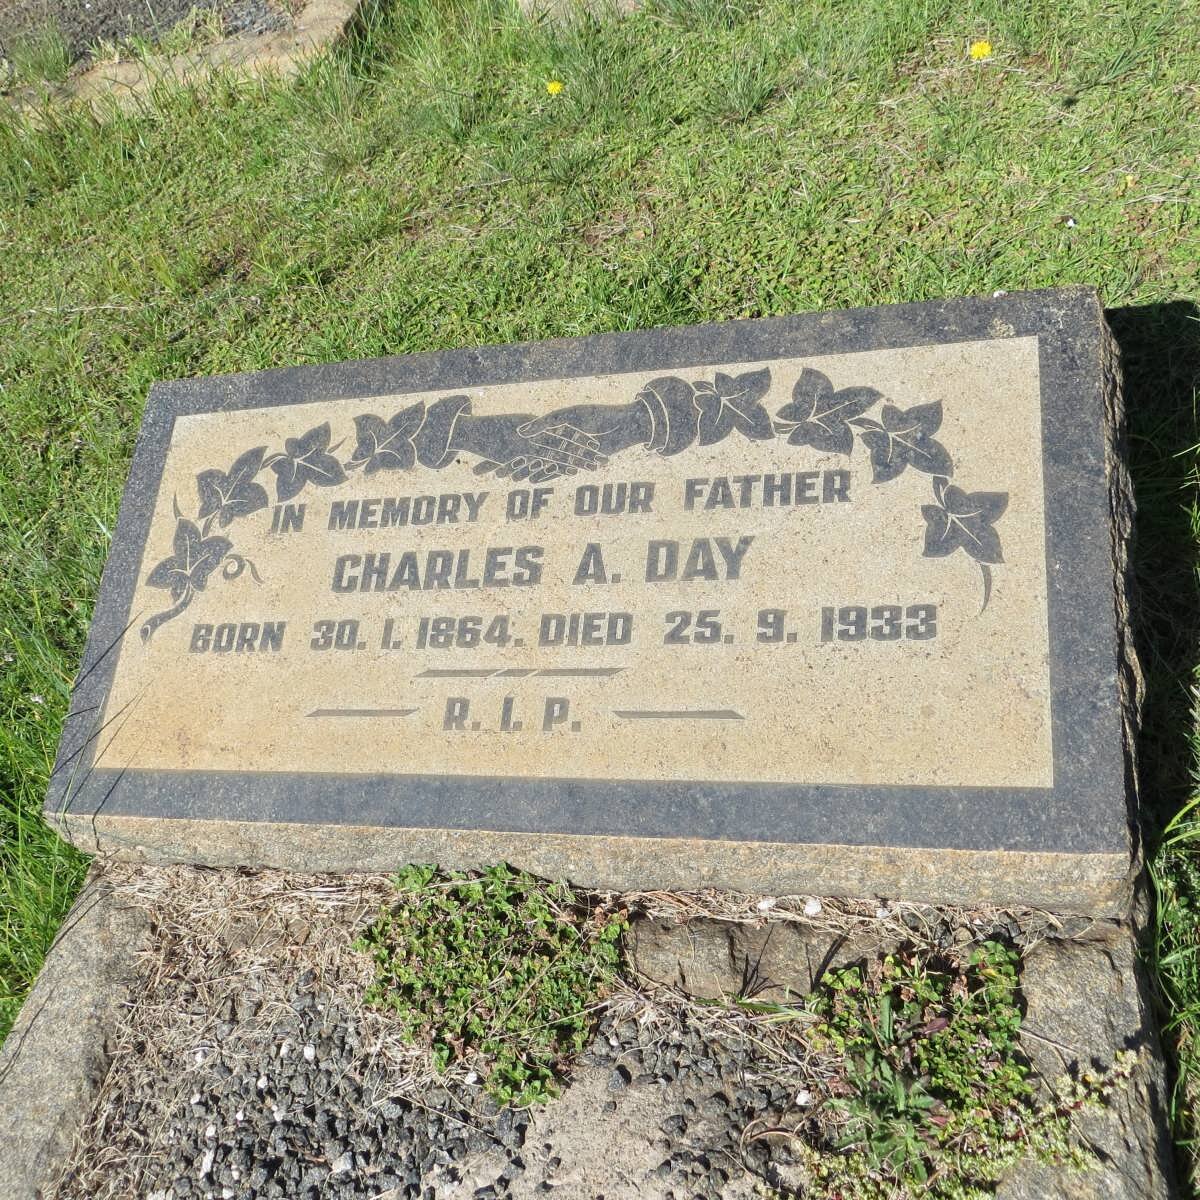 IN MEMORY OF OUR FATHER
CHARLES A. DAY
BORN 30. 1. 1864. DIED 25. 9. 1933
R. I. P.